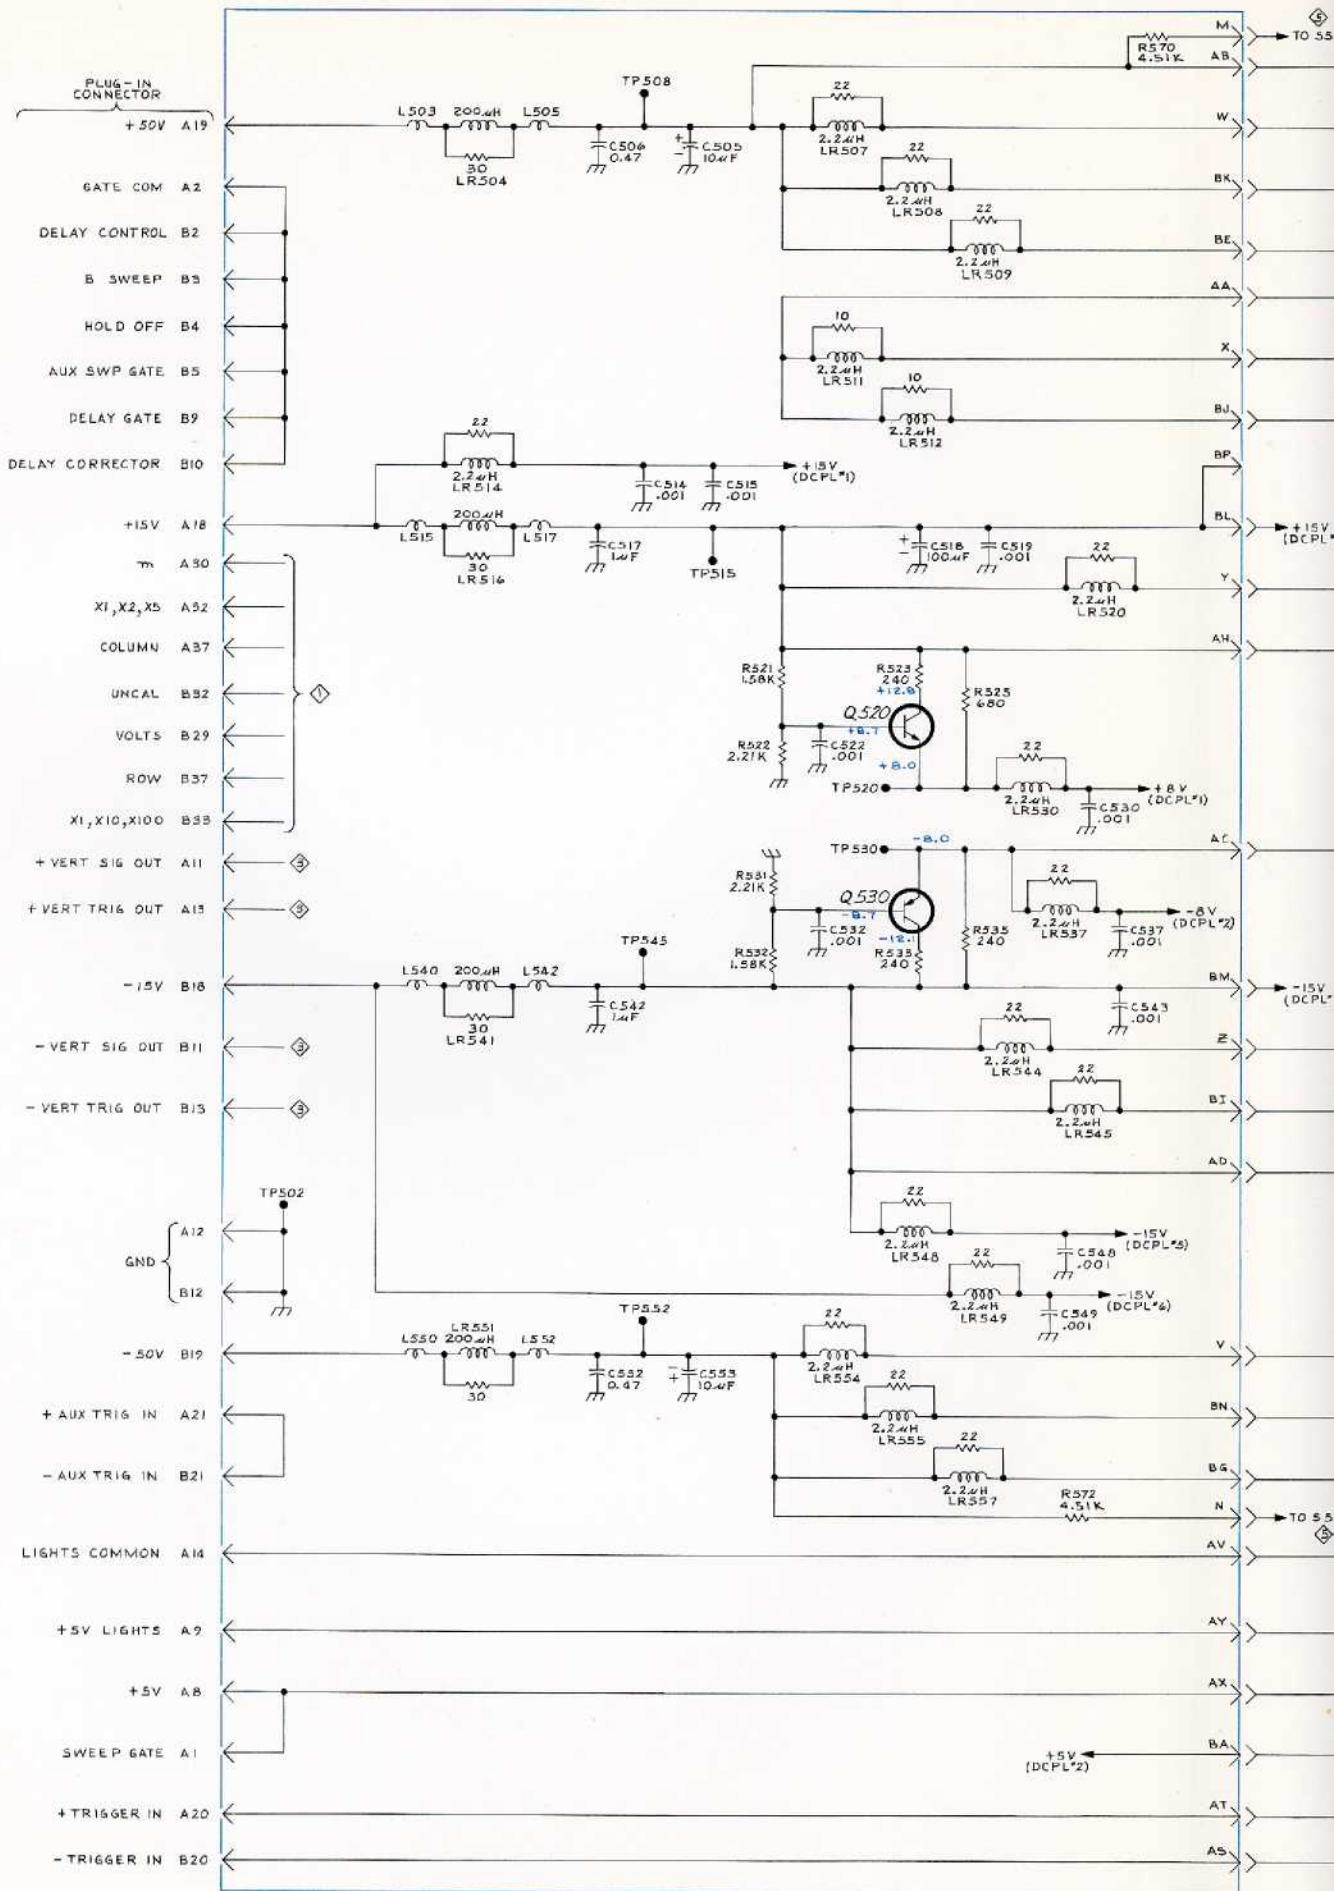 M
5
TO S5
R570
4.51K
AB
PLUG-IN
CONNECTOR
+50V A19
L503 200µH L505
30
LR504
TP508
C506
0.47
+
-
C505
10µF
22
2.2µH
LR507
W
GATE COM A2
22
2.2µH
LR508
BK
DELAY CONTROL B2
22
2.2µH
LR509
BE
B SWEEP B3
AA
HOLD OFF B4
10
2.2µH
LR511
X
AUX SWP GATE B5
10
2.2µH
LR512
BJ
DELAY GATE B9
DELAY CORRECTOR B10
22
2.2µH
LR514
C514
.001
C515
.001
+15V
(DCPL#1)
BP
+15V A18
L515
200µH
L517
30
LR516
C517
1µF
TP515
+
-
C518
100µF
C519
.001
BL
+15V
(DCPL#
A30
22
2.2µH
LR520
Y
X1,X2,X5 A32
COLUMN A37
AH
UNCAL B32
1
VOLTS B29
ROW B37
X1,X10,X100 B33
R521
1.58K
R523
240
+12.8
R525
680
Q520
+8.7
R522
2.21K
C522
.001
+8.0
TP520
22
2.2µH
LR530
C530
.001
+8V
(DCPL#1)
+VERT SIG OUT A11
3
TP530
-8.0
AC
+VERT TRIG OUT A13
3
R531
2.21K
Q530
-8.7
C532
.001
-12.1
R532
1.58K
R533
240
R535
240
22
2.2µH
LR537
C537
.001
-8V
(DCPL#2)
-15V B18
L540 200µH L542
30
LR541
TP545
C542
1µF
C543
.001
BM
-15V
(DCPL#
-VERT SIG OUT B11
3
22
2.2µH
LR544
Z
-VERT TRIG OUT B13
3
22
2.2µH
LR545
BI
AD
TP502
GND
A12
B12
22
2.2µH
LR548
C548
.001
-15V
(DCPL#5)
22
2.2µH
LR549
C549
.001
-15V
(DCPL#6)
-50V B19
L550
LR551
200µH
L552
30
TP552
C552
0.47
-
+
C553
10µF
22
2.2µH
LR554
V
+AUX TRIG IN A21
22
2.2µH
LR555
BN
-AUX TRIG IN B21
22
2.2µH
LR557
BG
R572
4.51K
N
TO S5
5
LIGHTS COMMON A14
AV
+5V LIGHTS A9
AY
+5V A8
AX
SWEEP GATE A1
+5V
(DCPL#2)
BA
+TRIGGER IN A20
AT
-TRIGGER IN B20
AS